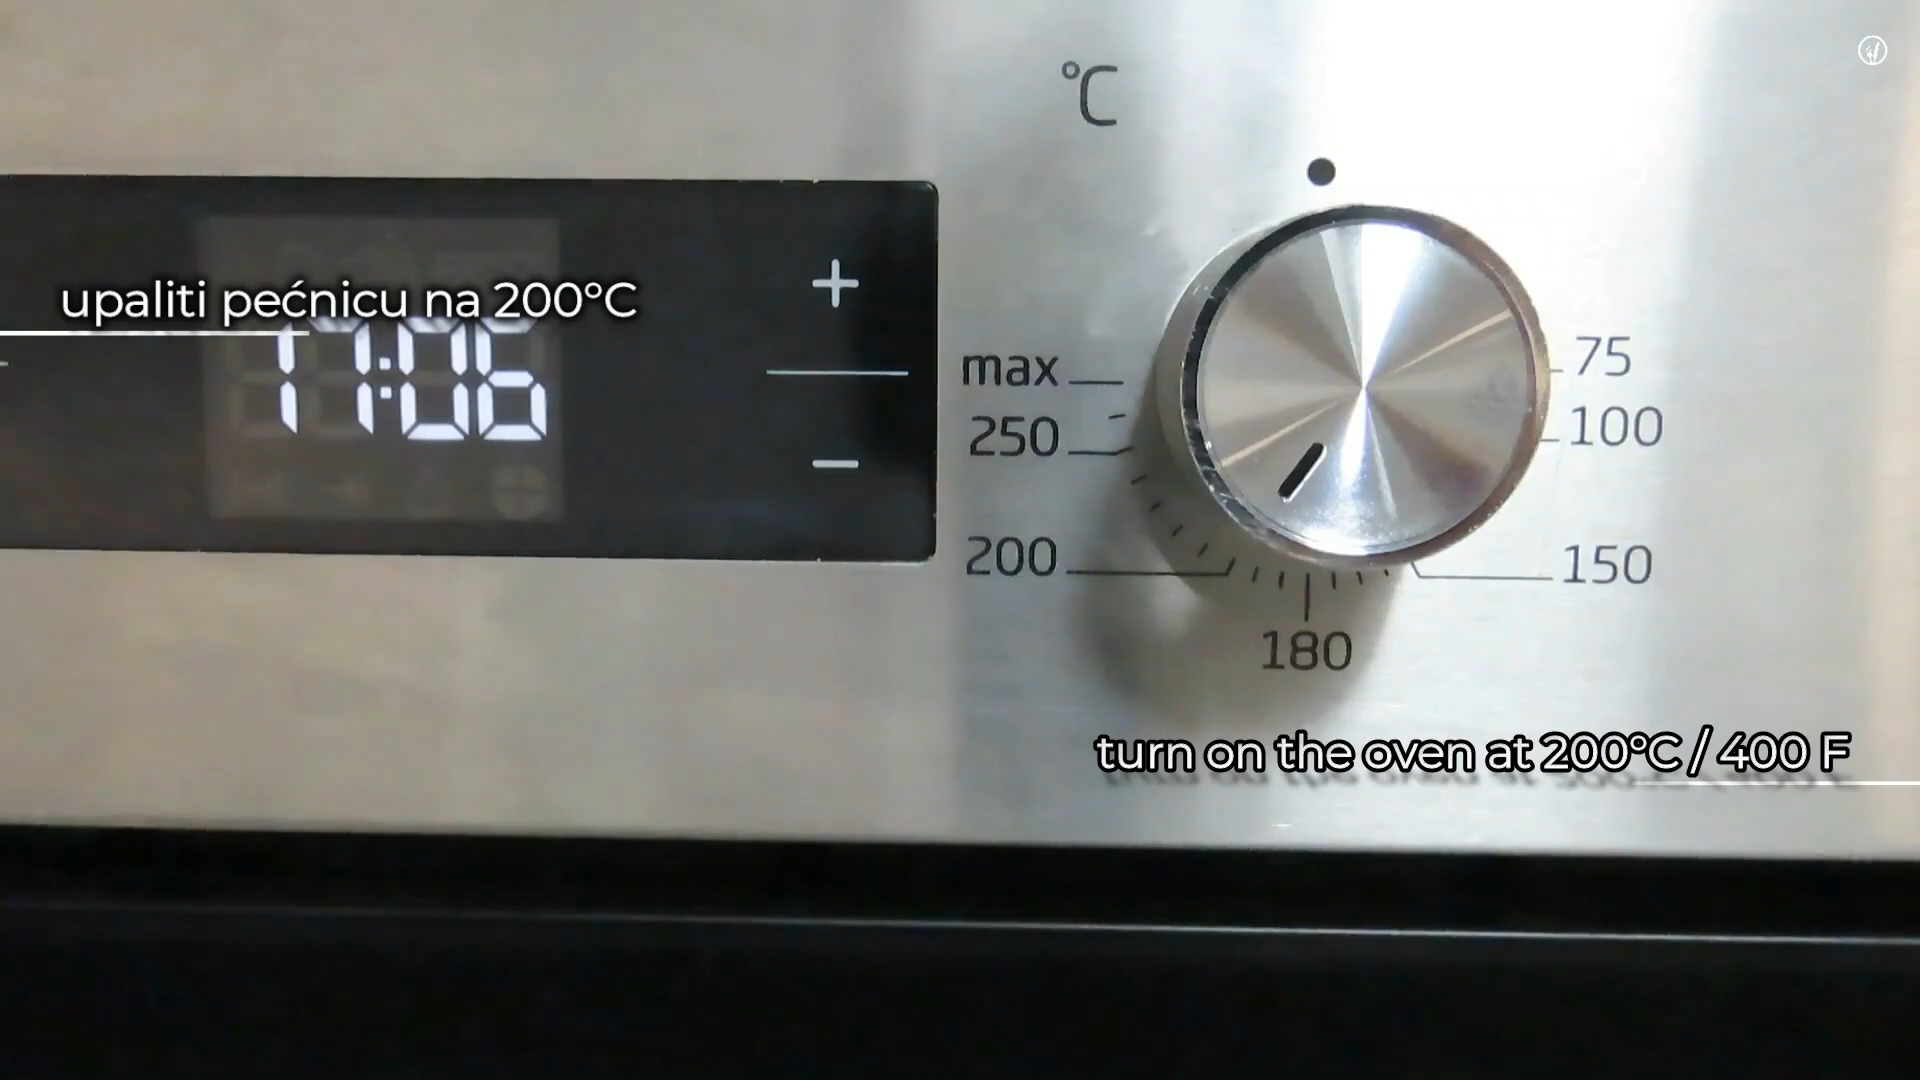 °C
upaliti pećnicu na 200°C
17:06
+
-
max
250
200
180
75
100
150
turn on the oven at 200°C / 400 F